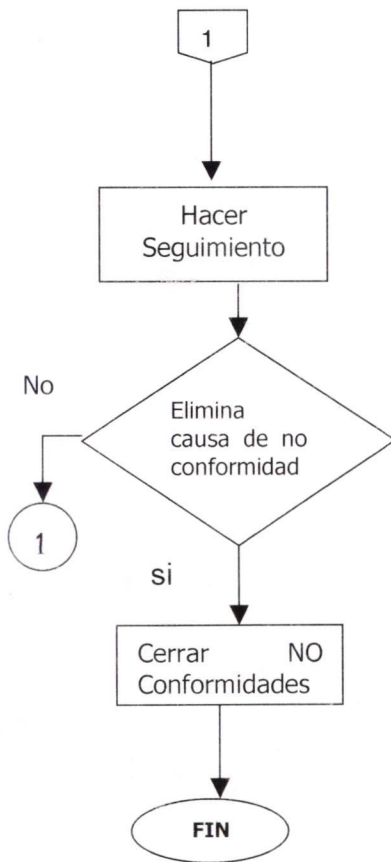 1
Hacer
Seguimiento
No
Elimina
causa de no
conformidad
1
si
Cerrar NO
Conformidades
FIN